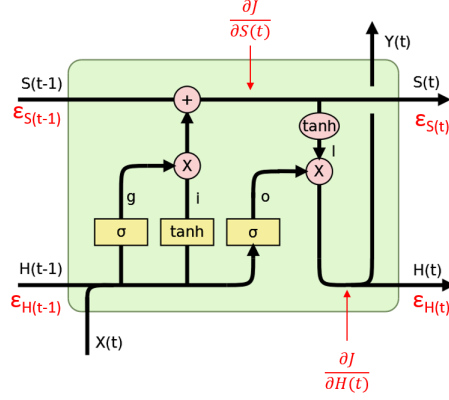 ∂J
∂S(t)
Y(t)
S(t-1)
S(t)
εS(t-1)
εS(t)
+
tanh
l
X
X
g
i
o
σ
tanh
σ
H(t-1)
H(t)
εH(t-1)
εH(t)
X(t)
∂J
∂H(t)